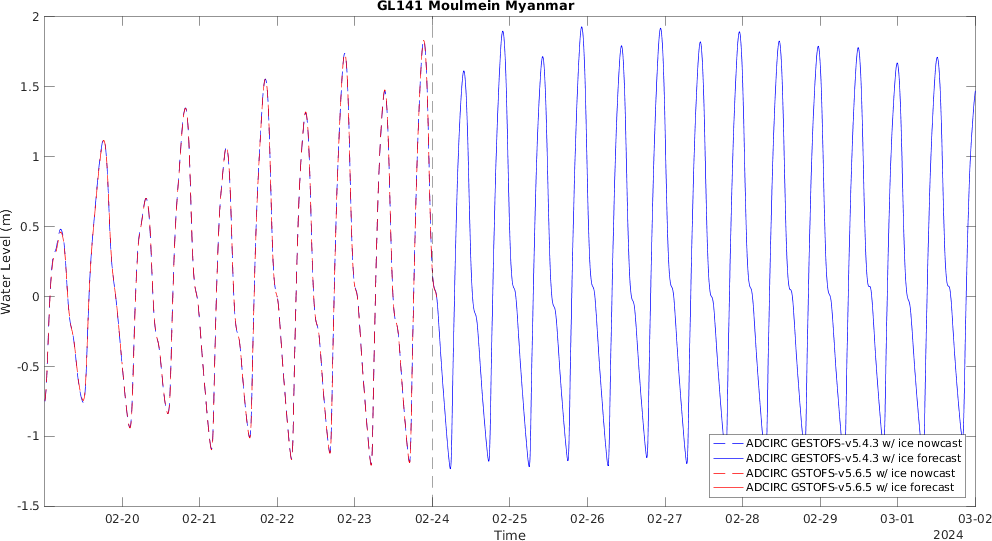 GL141 Moulmein Myanmar
2
1.5
1
0.5
0
-0.5
-1
-1.5
Water Level (m)
ADCIRC GESTOFS-v5.4.3 w/ ice nowcast
ADCIRC GESTOFS-v5.4.3 w/ ice forecast
ADCIRC GSTOFS-v5.6.5 w/ ice nowcast
ADCIRC GSTOFS-v5.6.5 w/ ice forecast
02-20 02-21 02-22 02-23 02-24 02-25 02-26 02-27 02-28 02-29 03-01 03-02
Time
2024